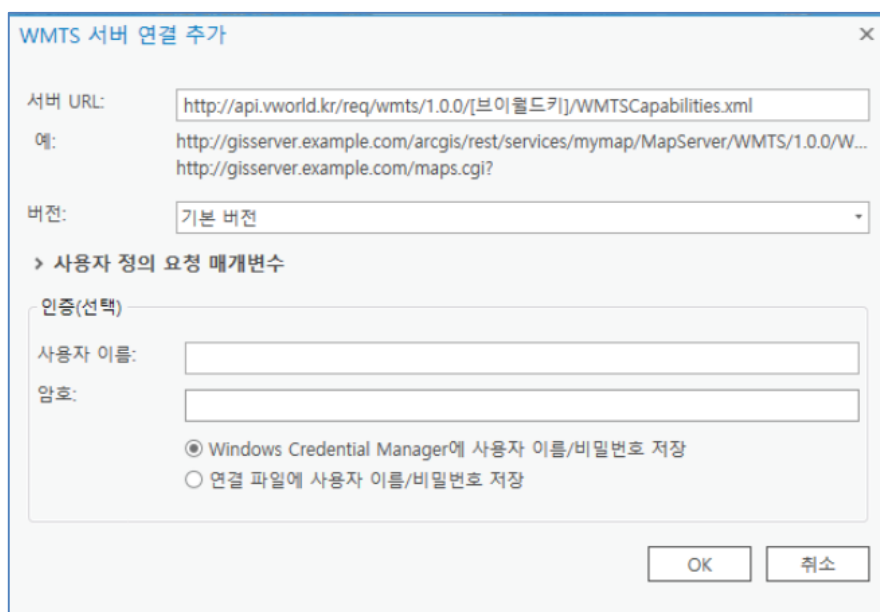 WMTS 서버 연결 추가
서버 URL: http://api.vworld.kr/req/wmts/1.0.0/[브이월드키]/WMTSCapabilities.xml
예: http://gisserver.example.com/arcgis/rest/services/mymap/MapServer/WMTS/1.0.0/W...
http://gisserver.example.com/maps.cgi?
버전: 기본 버전
사용자 정의 요청 매개변수
인증(선택)
사용자 이름:
암호:
Windows Credential Manager에 사용자 이름/비밀번호 저장
연결 파일에 사용자 이름/비밀번호 저장
OK 취소